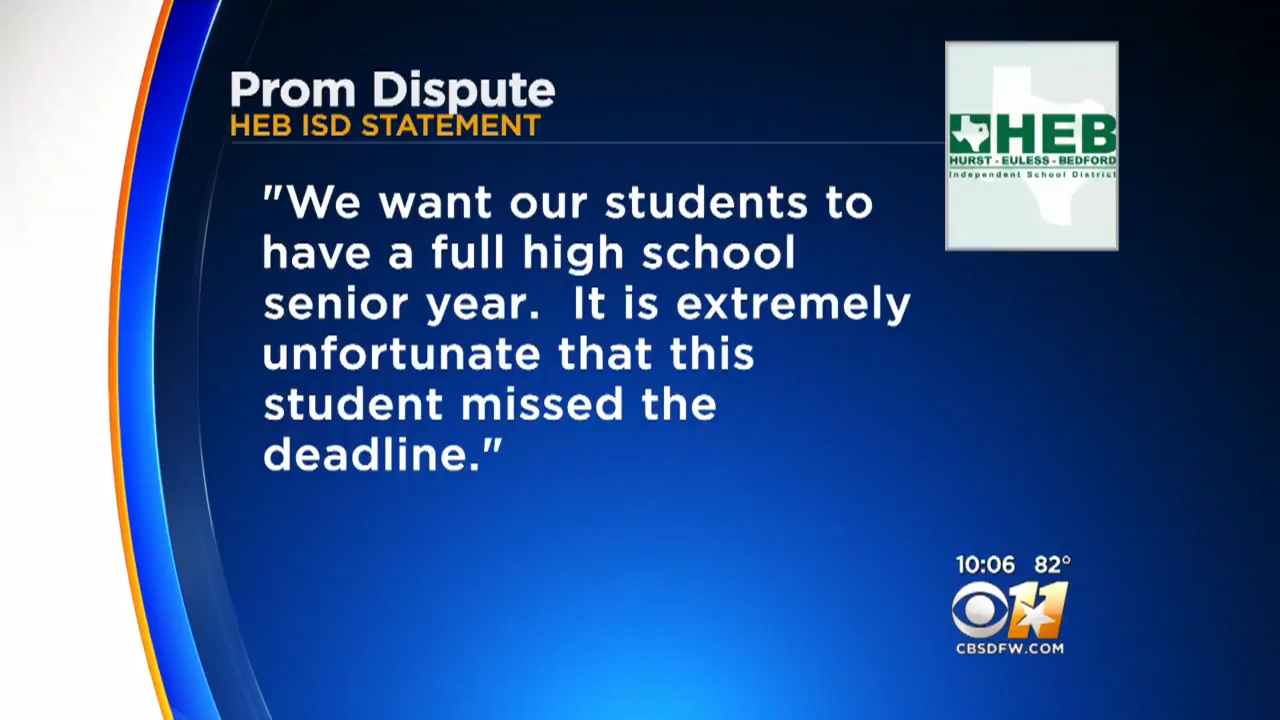 Prom Dispute
HEB ISD STATEMENT
HEB
HURST - EULESS - BEDFORD
Independent School District
"We want our students to
have a full high school
senior year.  It is extremely
unfortunate that this
student missed the
deadline."
10:06 82°
11
CBSDFW.COM